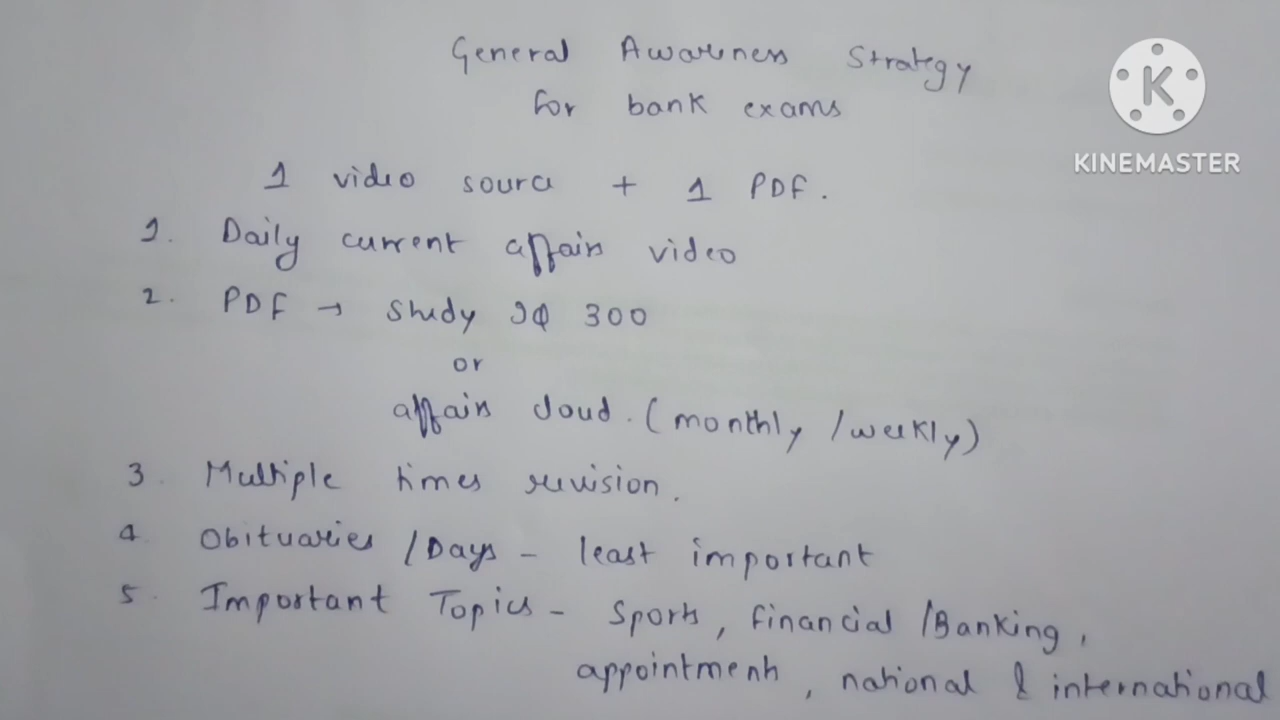 General Awareness Strategy
for bank exams
K
KINEMASTER
1 video source + 1 PDF.
1. Daily current affairs video
2. PDF → Study IQ 300
or
affairs cloud. (monthly /weekly)
3. Multiple times revision.
4 Obituaries /Days - least important
5. Important Topics - Sports, financial /Banking,
appointments, national & international